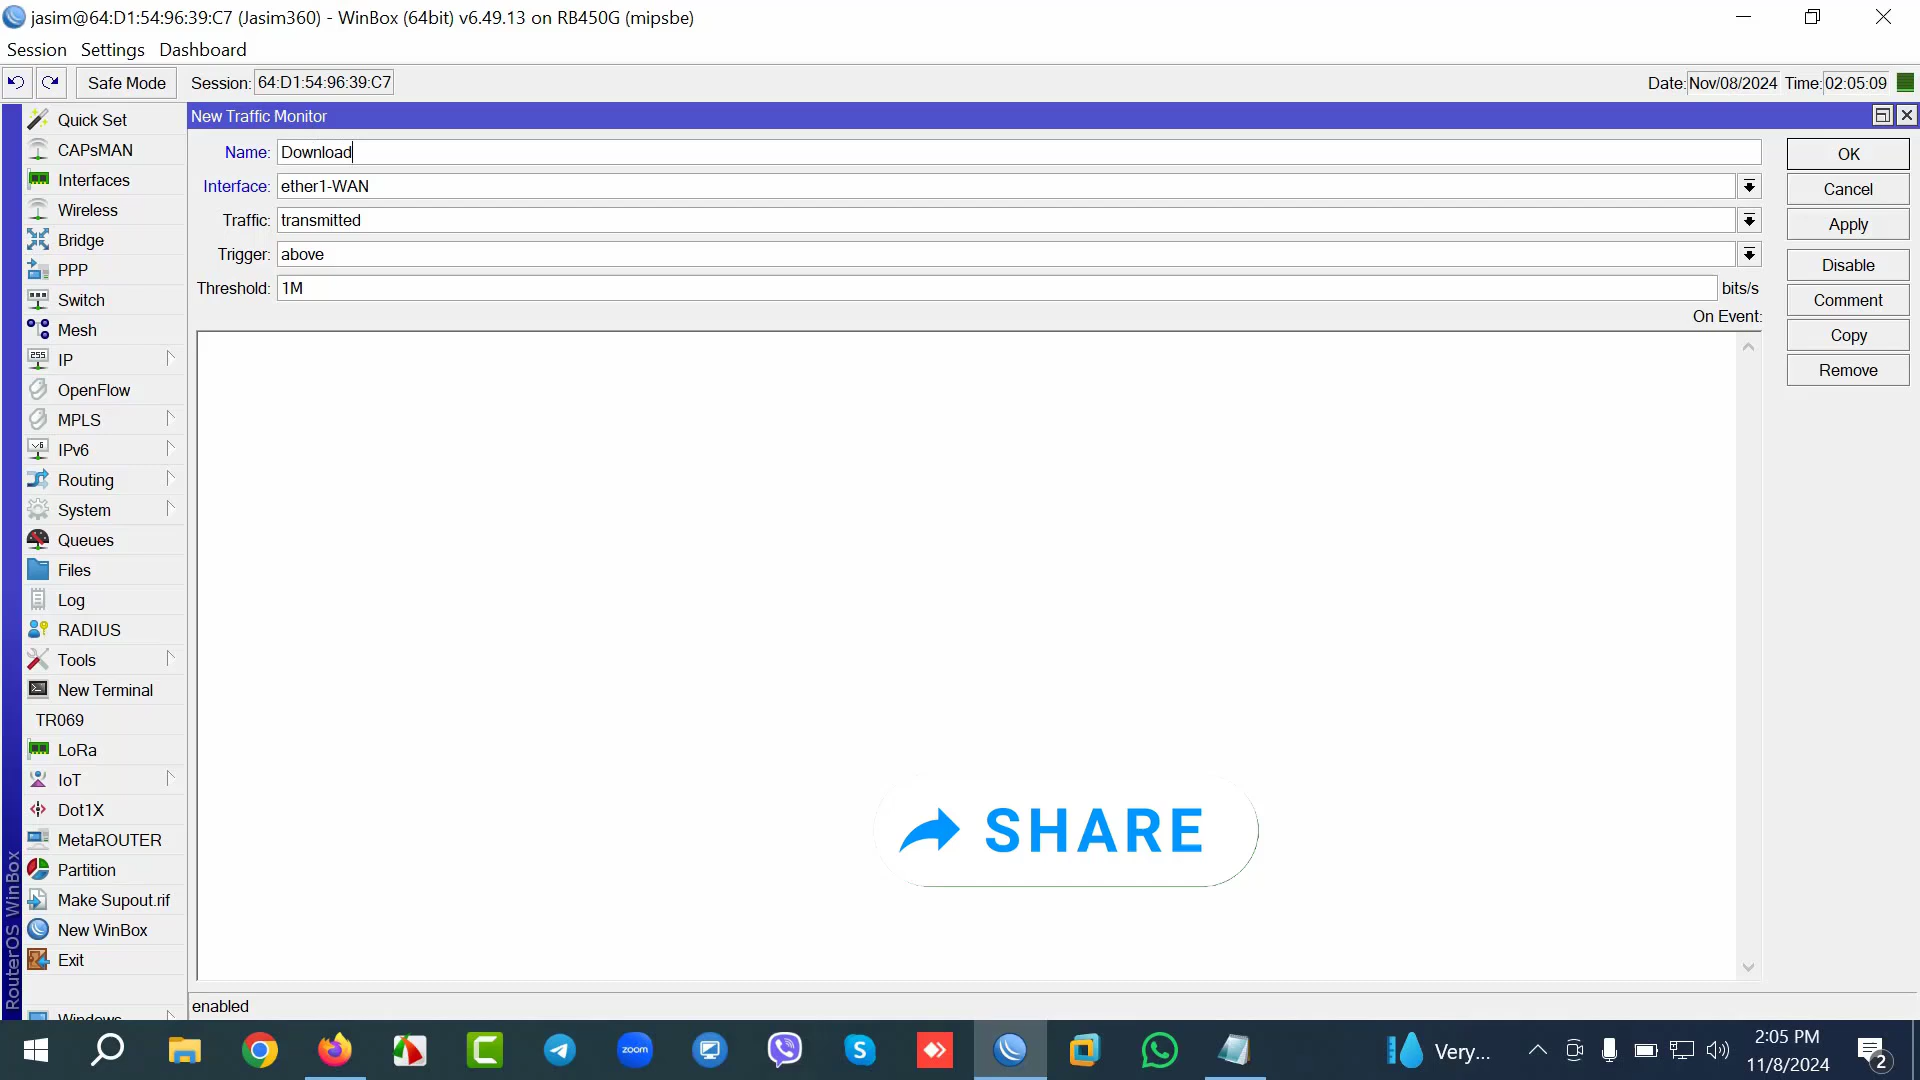 jasim@64:D1:54:96:39:C7 (Jasim360) - WinBox (64bit) v6.49.13 on RB450G (mipsbe)
Session Settings Dashboard
Safe Mode Session: 64:D1:54:96:39:C7 Date: Nov/08/2024 Time: 02:05:09
New Traffic Monitor
Name: Download
Interface: ether1-WAN
Traffic: transmitted
Trigger: above
Threshold: 1M bits/s
On Event:
OK
Cancel
Apply
Disable
Comment
Copy
Remove
Quick Set
CAPsMAN
Interfaces
Wireless
Bridge
PPP
Switch
Mesh
255
IP
OpenFlow
MPLS
v6
IPv6
Routing
System
Queues
Files
Log
RADIUS
Tools
New Terminal
TR069
LoRa
IoT
Dot1X
MetaROUTER
Partition
Make Supout.rif
New WinBox
Exit
Windows
RouterOS WinBox
SHARE
enabled
zoom
Very...
2:05 PM
11/8/2024
2